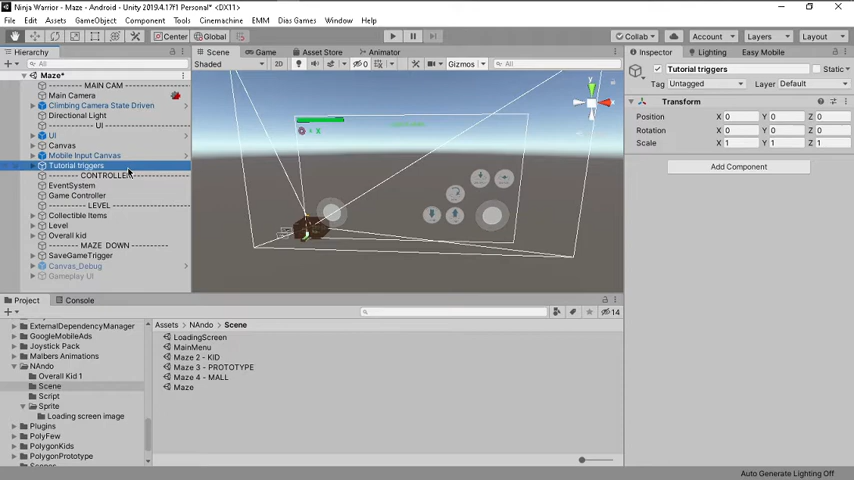 Ninja Warrior - Maze - Android - Unity 2019.4.17f1 Personal* <DX11>
File Edit Assets GameObject Component Tools Cinemachine EMM Dias Games Window Help
Center Global Collab Account Layers Layout
Hierarchy
All
Maze*
---------- MAIN CAM ----------
Main Camera
Climbing Camera State Driven
Directional Light
---------- UI ----------
UI
Canvas
Mobile Input Canvas
Tutorial triggers
-------- CONTROLLER --------
EventSystem
Game Controller
-------- LEVEL --------
Collectible Items
Level
Overall kid
-------- MAZE DOWN --------
SaveGameTrigger
Canvas_Debug
Gameplay UI
Scene Game Asset Store Animator
Shaded 2D 0 Gizmos All
y
x
Inspector Lighting Easy Mobile
Tutorial triggers Static
Tag Untagged Layer Default
Transform
Position X 0 Y 0 Z 0
Rotation X 0 Y 0 Z 0
Scale X 1 Y 1 Z 1
Add Component
Project Console
14
ExternalDependencyManager
GoogleMobileAds
Joystick Pack
Malbers Animations
NAndo
Overall Kid 1
Scene
Script
Sprite
Loading screen image
Plugins
PolyFew
PolygonKids
PolygonPrototype
Assets > NAndo > Scene
LoadingScreen
MainMenu
Maze 2 - KID
Maze 3 - PROTOTYPE
Maze 4 - MALL
Maze
Auto Generate Lighting Off